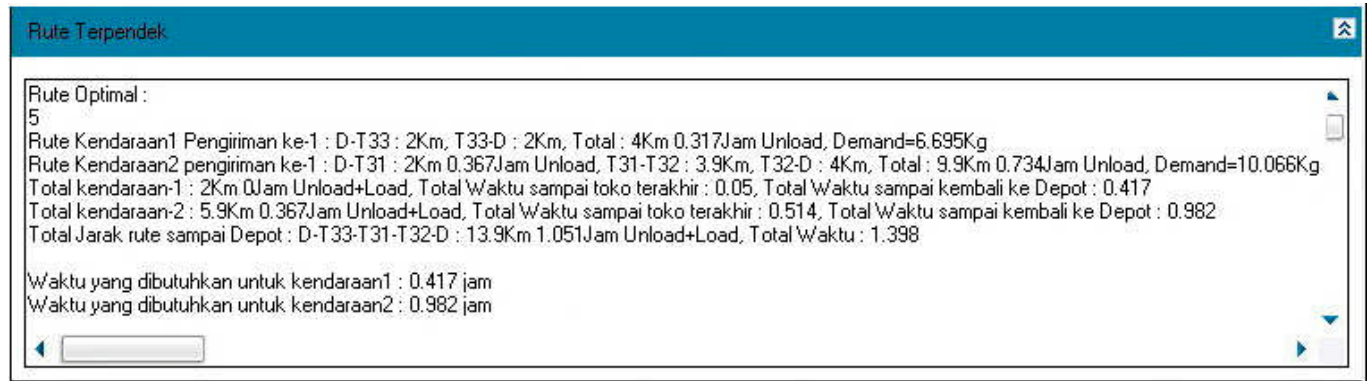 Rute Terpendek
Rute Optimal :
5
Rute Kendaraan1 Pengiriman ke-1 : D-T33 : 2Km, T33-D : 2Km, Total : 4Km 0.317Jam Unload, Demand=6.695Kg
Rute Kendaraan2 pengiriman ke-1 : D-T31 : 2Km 0.367Jam Unload, T31-T32 : 3.9Km, T32-D : 4Km, Total : 9.9Km 0.734Jam Unload, Demand=10.066Kg
Total kendaraan-1 : 2Km 0Jam Unload+Load, Total Waktu sampai toko terakhir : 0.05, Total Waktu sampai kembali ke Depot : 0.417
Total kendaraan-2 : 5.9Km 0.367Jam Unload+Load, Total Waktu sampai toko terakhir : 0.514, Total Waktu sampai kembali ke Depot : 0.982
Total Jarak rute sampai Depot : D-T33-T31-T32-D : 13.9Km 1.051Jam Unload+Load, Total Waktu : 1.398
Waktu yang dibutuhkan untuk kendaraan1 : 0.417 jam
Waktu yang dibutuhkan untuk kendaraan2 : 0.982 jam